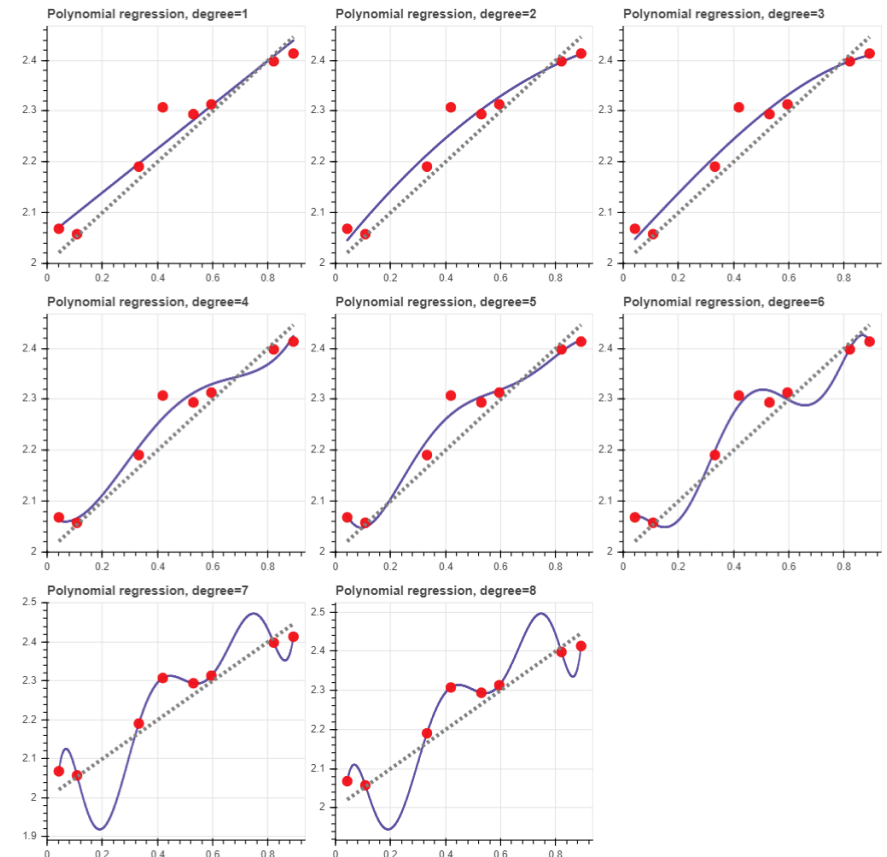 Polynomial regression, degree=1
2.4
2.3
2.2
2.1
2
0 0.2 0.4 0.6 0.8
Polynomial regression, degree=2
2.4
2.3
2.2
2.1
2
0 0.2 0.4 0.6 0.8
Polynomial regression, degree=3
2.4
2.3
2.2
2.1
2
0 0.2 0.4 0.6 0.8
Polynomial regression, degree=4
2.4
2.3
2.2
2.1
2
0 0.2 0.4 0.6 0.8
Polynomial regression, degree=5
2.4
2.3
2.2
2.1
2
0 0.2 0.4 0.6 0.8
Polynomial regression, degree=6
2.4
2.3
2.2
2.1
2
0 0.2 0.4 0.6 0.8
Polynomial regression, degree=7
2.5
2.4
2.3
2.2
2.1
2
1.9
0 0.2 0.4 0.6 0.8
Polynomial regression, degree=8
2.5
2.4
2.3
2.2
2.1
2
0 0.2 0.4 0.6 0.8